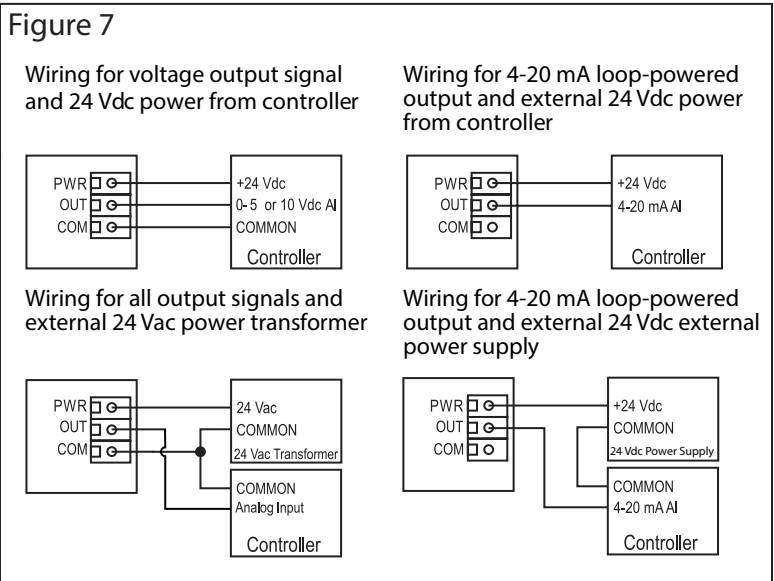 Figure 7
Wiring for voltage output signal
and 24 Vdc power from controller
PWR
OUT
COM
+24 Vdc
0-5 or 10 Vdc AI
COMMON
Controller
Wiring for 4-20 mA loop-powered
output and external 24 Vdc power
from controller
PWR
OUT
COM
+24 Vdc
4-20 mA AI
Controller
Wiring for all output signals and
external 24 Vac power transformer
PWR
OUT
COM
24 Vac
COMMON
24 Vac Transformer
COMMON
Analog Input
Controller
Wiring for 4-20 mA loop-powered
output and external 24 Vdc external
power supply
PWR
OUT
COM
+24 Vdc
COMMON
24 Vdc Power Supply
COMMON
4-20 mA AI
Controller